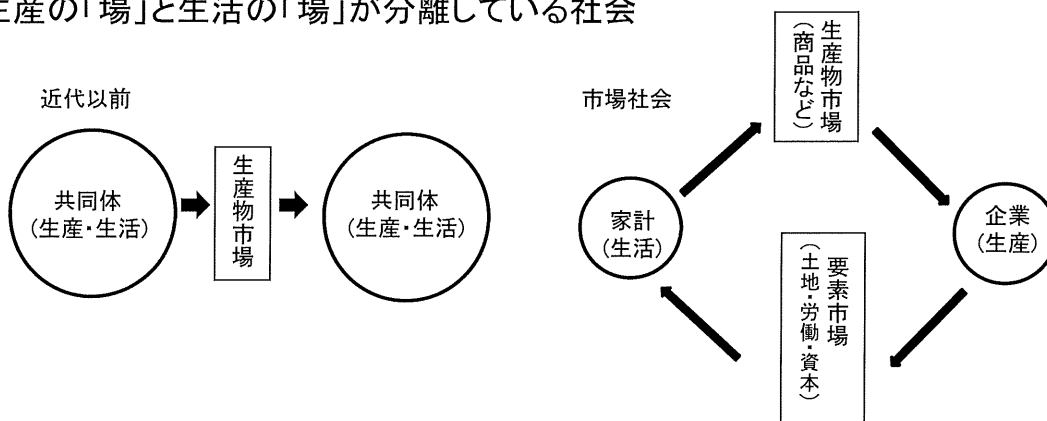 生産の「場」と生活の「場」が分離している社会
近代以前
共同体
(生産・生活)
生産物市場
共同体
(生産・生活)
市場社会
生産物市場
(商品など)
家計
(生活)
企業
(生産)
要素市場
(土地・労働・資本)